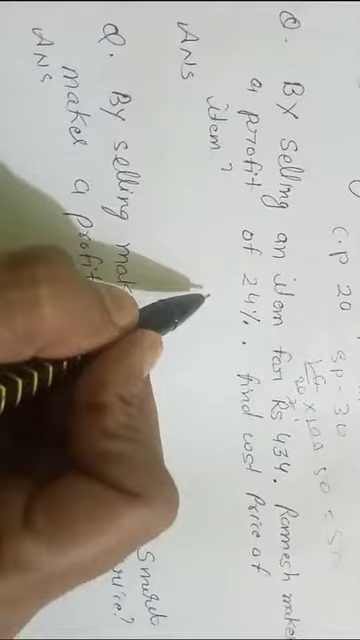 C.P 20 SP - 30
10
20 x 100 50 = 5
Q. By selling an item for Rs 434. Ramesh make
a profit of 24%. find cost price of
item?
Ans
Q. By selling
makes a profit
Ans